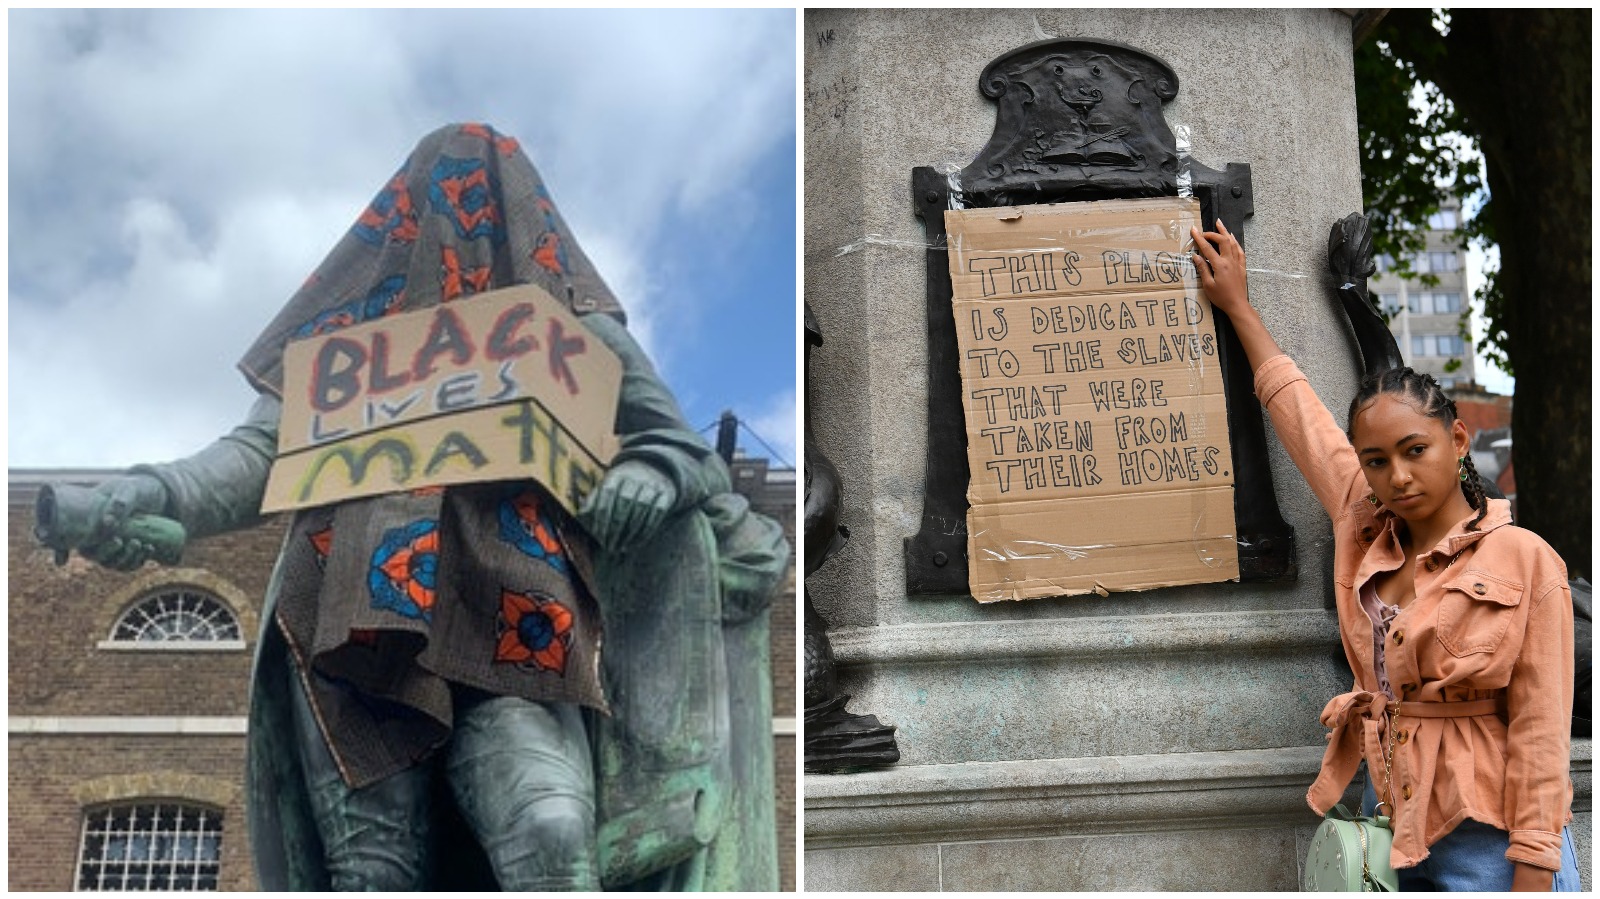 BLACK
LIVES
MATTE
THIS PLAQUE
IS DEDICATED
TO THE SLAVES
THAT WERE
TAKEN FROM
THEIR HOMES.